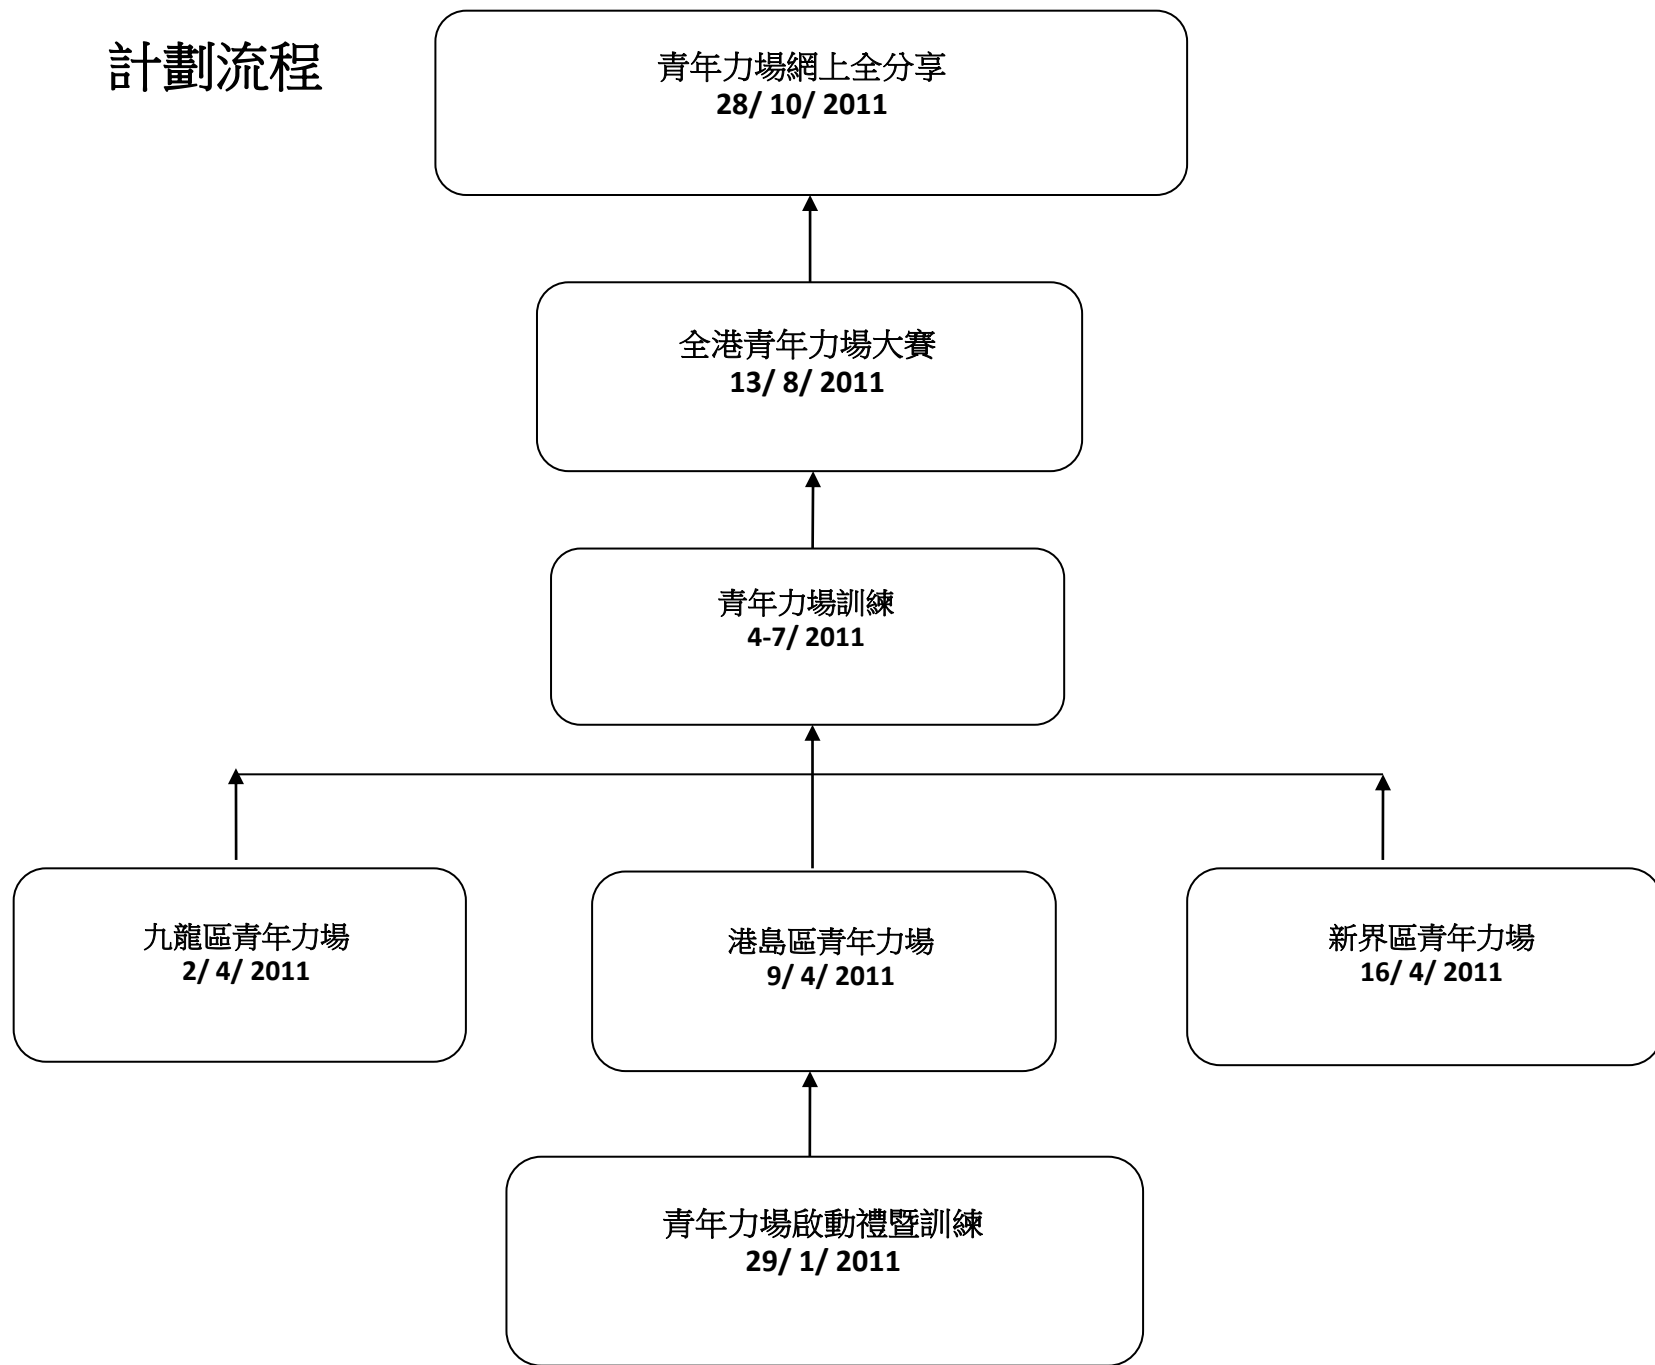 計劃流程
青年力場網上全分享
28/ 10/ 2011
全港青年力場大賽
13/ 8/ 2011
青年力場訓練
4-7/ 2011
九龍區青年力場
2/ 4/ 2011
港島區青年力場
9/ 4/ 2011
新界區青年力場
16/ 4/ 2011
青年力場啟動禮暨訓練
29/ 1/ 2011